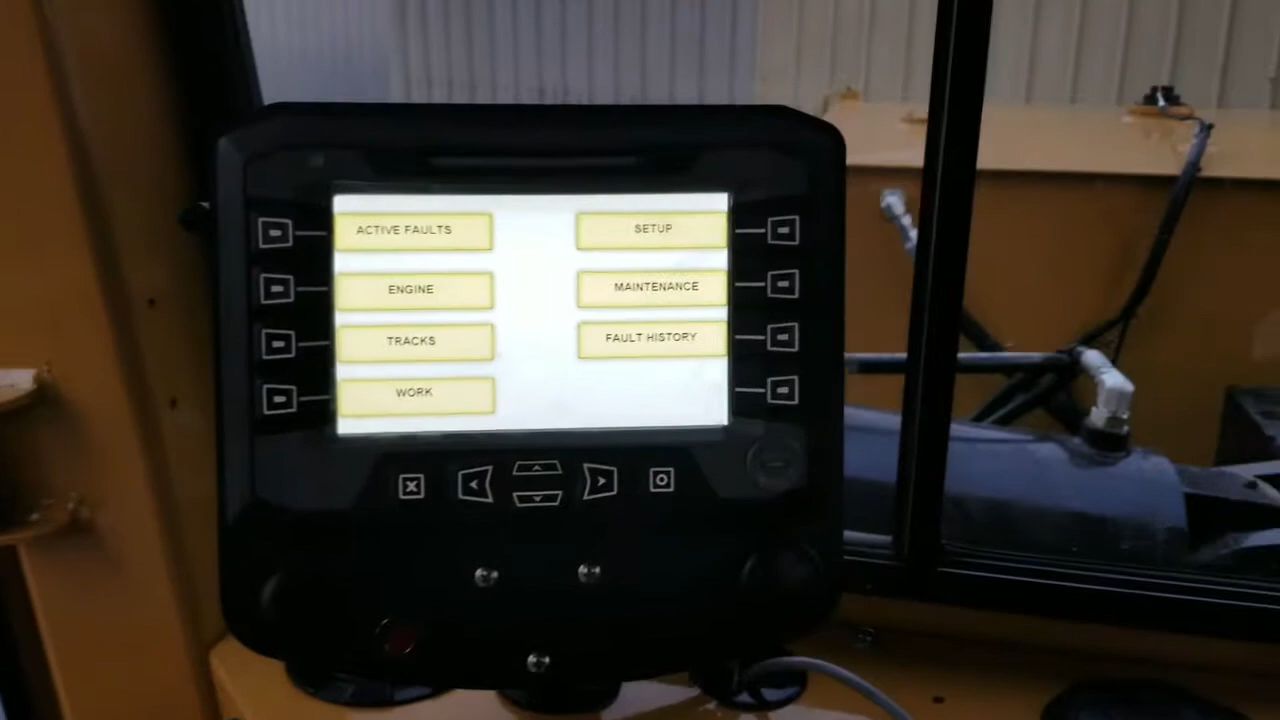 ACTIVE FAULTS
SETUP
ENGINE
MAINTENANCE
TRACKS
FAULT HISTORY
WORK